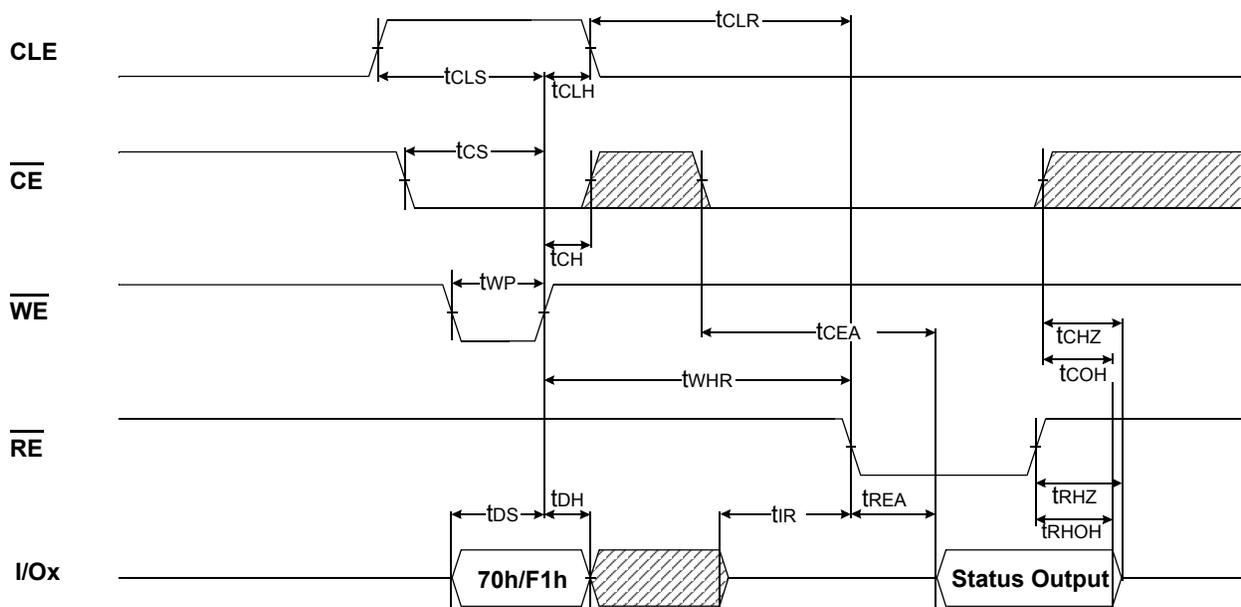 tCLR
CLE
tCLS
tCLH
tCS
CE
tCH
tWP
WE
tCEA
tCHZ
tCOH
tWHR
RE
tDH
tREA
tRHZ
tDS
tIR
tRHOH
I/Ox
70h/F1h
Status Output